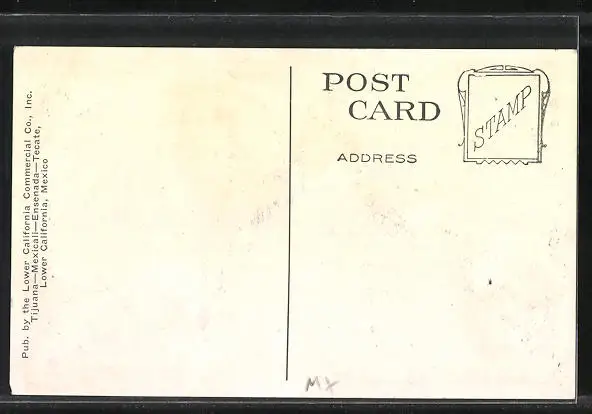 Pub. by the Lower California Commercial Co., Inc.
Tijuana—Mexicali—Ensenada—Tecate,
Lower California, Mexico
POST
CARD
ADDRESS
STAMP
MX